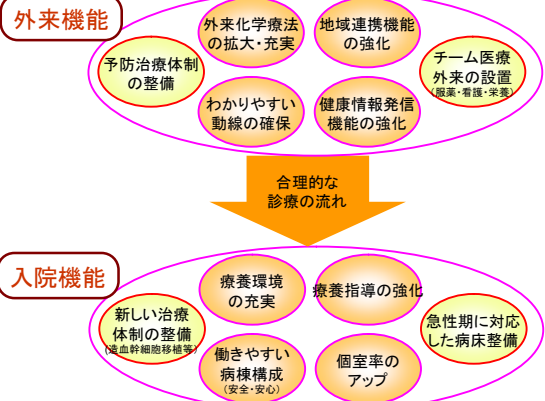 外来機能
外来化学療法
の拡大・充実
地域連携機能
の強化
予防治療体制
の整備
チーム医療
外来の設置
(服薬・看護・栄養)
わかりやすい
動線の確保
健康情報発信
機能の強化
合理的な
診療の流れ
入院機能
療養環境
の充実
療養指導の強化
新しい治療
体制の整備
(造血幹細胞移植等)
急性期に対応
した病床整備
働きやすい
病棟構成
(安全・安心)
個室率の
アップ